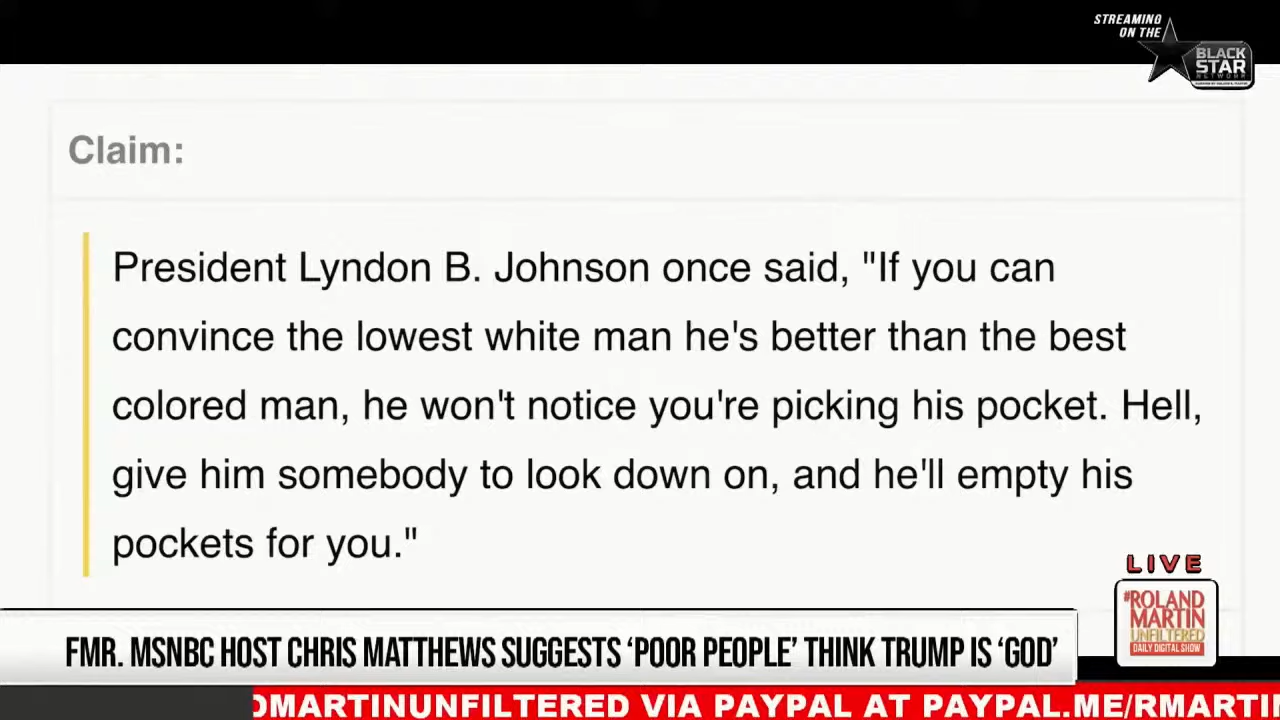 STREAMING
ON THE
BLACK
STAR
NETWORK
Claim:
President Lyndon B. Johnson once said, "If you can
convince the lowest white man he's better than the best
colored man, he won't notice you're picking his pocket. Hell,
give him somebody to look down on, and he'll empty his
pockets for you."
LIVE
#ROLAND
MARTIN
UNFILTERED
DAILY DIGITAL SHOW
FMR. MSNBC HOST CHRIS MATTHEWS SUGGESTS ‘POOR PEOPLE’ THINK TRUMP IS ‘GOD’
OMARTINUNFILTERED VIA PAYPAL AT PAYPAL.ME/RMARTI